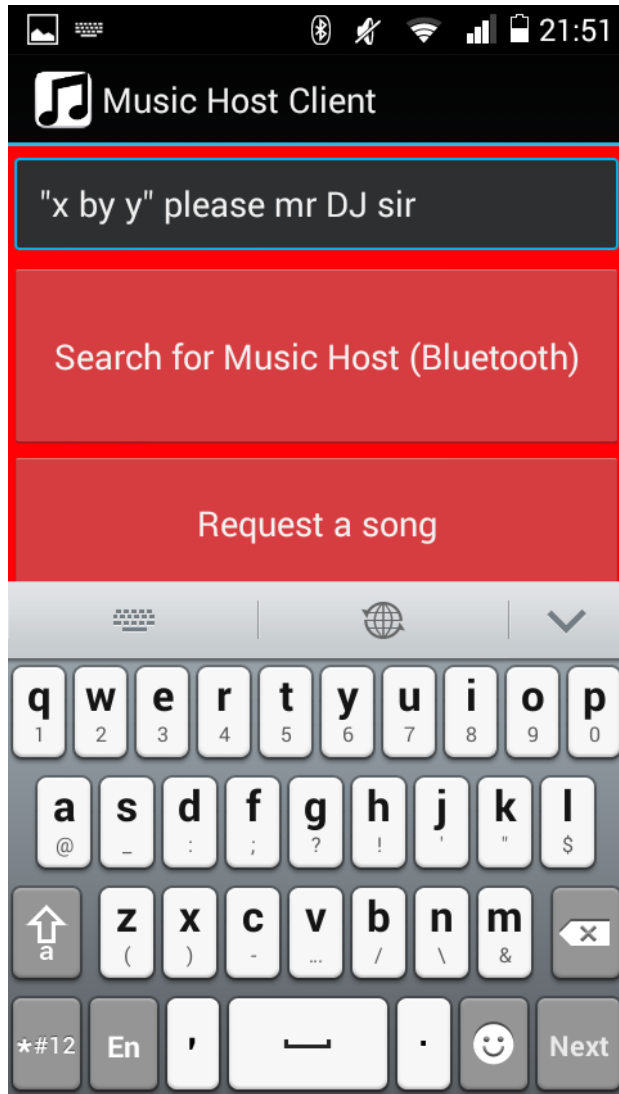 21:51
Music Host Client
"x by y" please mr DJ sir
Search for Music Host (Bluetooth)
Request a song
q w e r t y u i o p
1 2 3 4 5 6 7 8 9 0
a s d f g h j k l
@ _ : ; ? ! ' " $
a z x c v b n m
( ) - ... / \ &
*#12 En , . Next